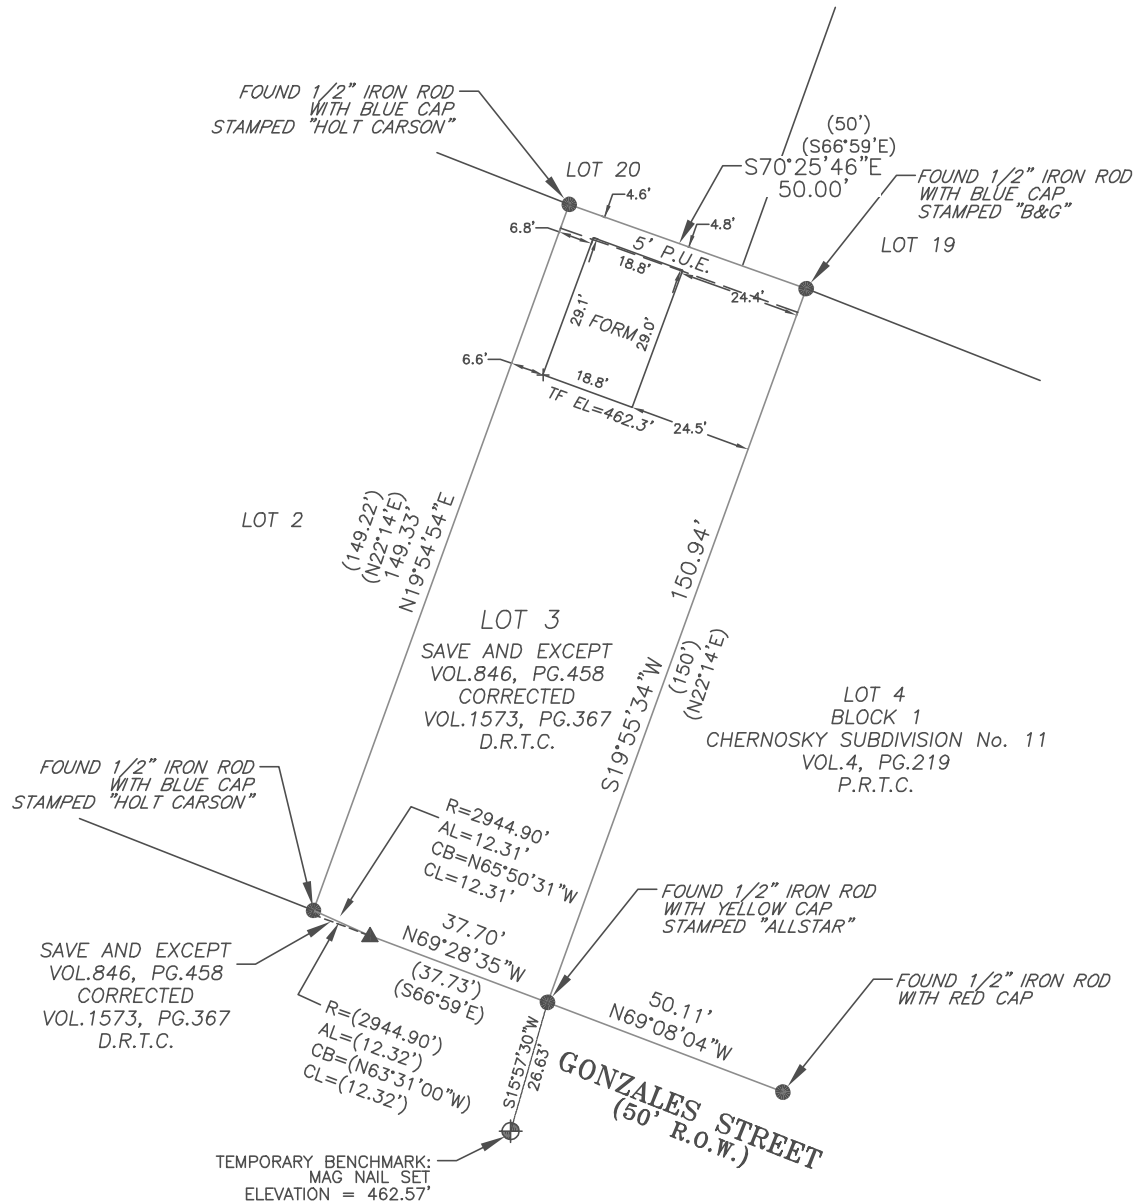 FOUND 1/2" IRON ROD
WITH BLUE CAP
STAMPED "HOLT CARSON"
LOT 20
(50')
(S66°59'E)
S70°25'46"E
50.00'
FOUND 1/2" IRON ROD
WITH BLUE CAP
STAMPED "B&G"
LOT 19
4.6'
4.8'
6.8'
5' P.U.E.
18.8'
24.4'
29.1'
FORM
29.0'
6.6'
18.8'
TF EL=462.3'
24.5'
LOT 2
(149.22')
(N22°14'E)
149.33'
N19°54'54"E
150.94'
S19°55'34"W
(150')
(N22°14'E)
LOT 3
SAVE AND EXCEPT
VOL.846, PG.458
CORRECTED
VOL.1573, PG.367
D.R.T.C.
LOT 4
BLOCK 1
CHERNOSKY SUBDIVISION No. 11
VOL.4, PG.219
P.R.T.C.
FOUND 1/2" IRON ROD
WITH BLUE CAP
STAMPED "HOLT CARSON"
R=2944.90'
AL=12.31'
CB=N65°50'31"W
CL=12.31'
FOUND 1/2" IRON ROD
WITH YELLOW CAP
STAMPED "ALLSTAR"
37.70'
N69°28'35"W
(37.73')
(S66°59'E)
SAVE AND EXCEPT
VOL.846, PG.458
CORRECTED
VOL.1573, PG.367
D.R.T.C.
R=(2944.90')
AL=(12.32')
CB=(N63°31'00"W)
CL=(12.32')
FOUND 1/2" IRON ROD
WITH RED CAP
50.11'
N69°08'04"W
S15°57'30"W
26.63'
GONZALES STREET
(50' R.O.W.)
TEMPORARY BENCHMARK:
MAG NAIL SET
ELEVATION = 462.57'